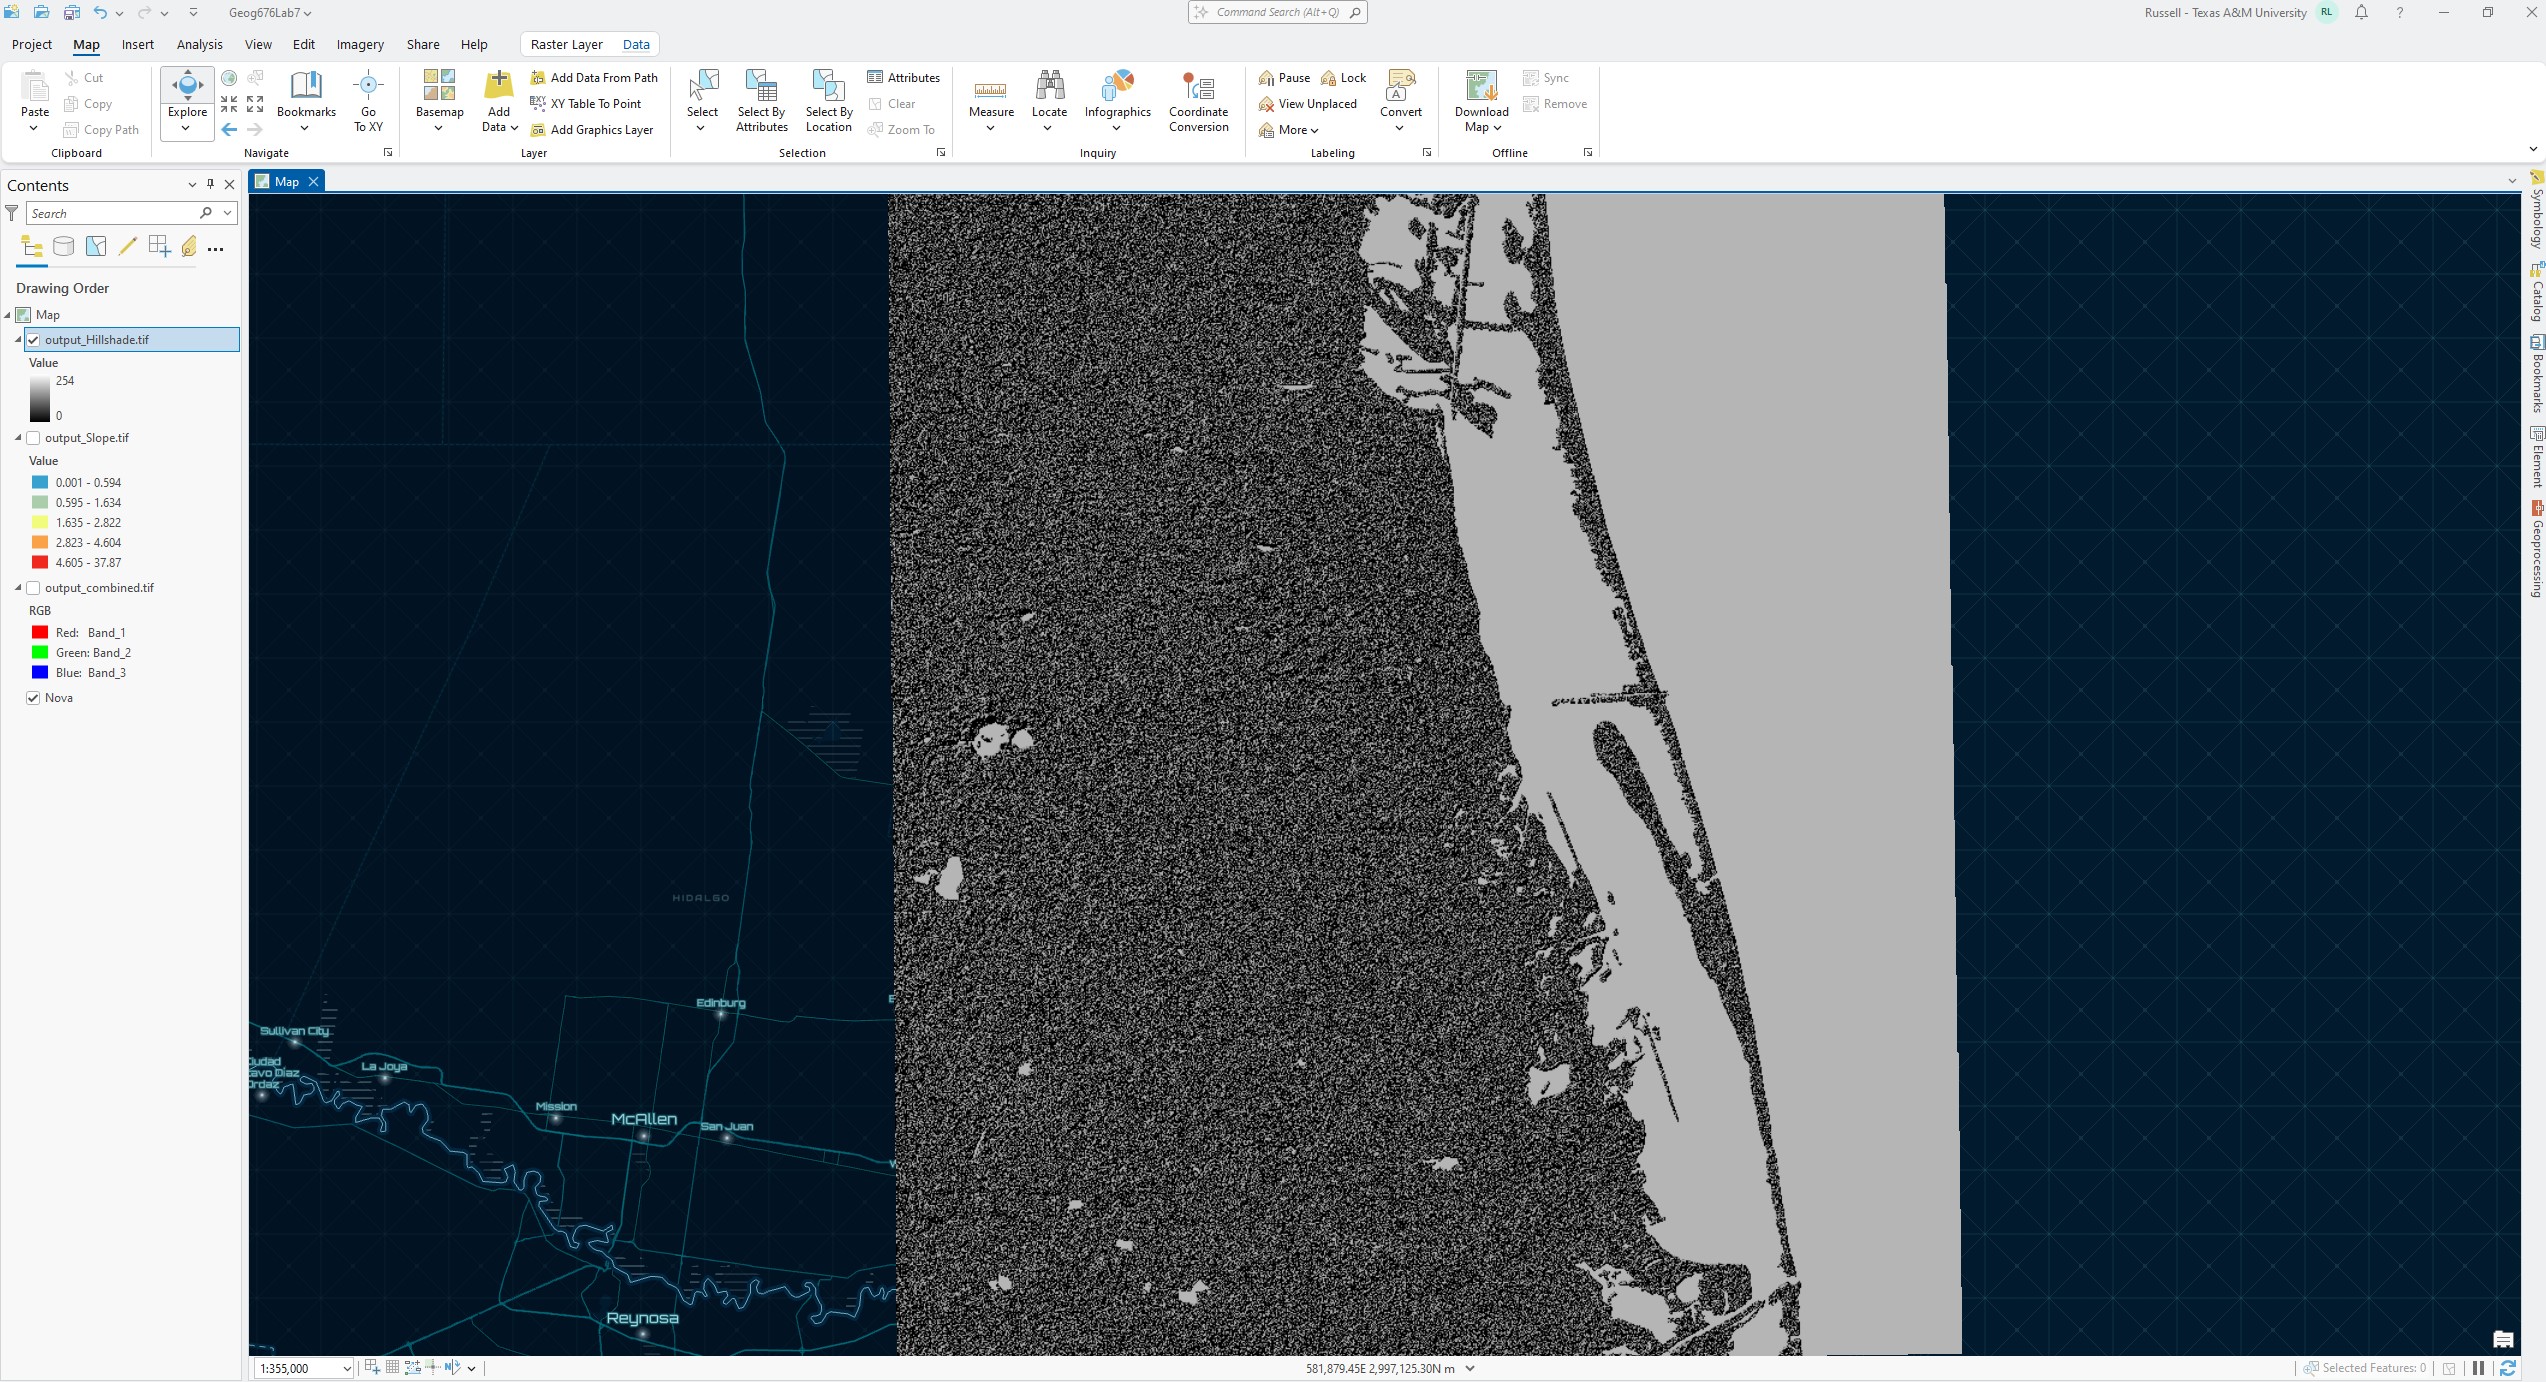 Geog676Lab7
Command Search (Alt+Q)
Russell - Texas A&M University
RL
?
Project
Map
Insert
Analysis
View
Edit
Imagery
Share
Help
Raster Layer
Data
Paste
Cut
Copy
Copy Path
Clipboard
Explore
Bookmarks
Go
To XY
Navigate
Basemap
Add
Data
Add Data From Path
XY Table To Point
Add Graphics Layer
Layer
Select
Select By
Attributes
Select By
Location
Attributes
Clear
Zoom To
Selection
Measure
Locate
Infographics
Coordinate
Conversion
Inquiry
Pause
Lock
View Unplaced
More
Convert
Labeling
Download
Map
Sync
Remove
Offline
Contents
Search
Drawing Order
Map
output_Hillshade.tif
Value
254
0
output_Slope.tif
Value
0.001 - 0.594
0.595 - 1.634
1.635 - 2.822
2.823 - 4.604
4.605 - 37.87
output_combined.tif
RGB
Red: Band_1
Green: Band_2
Blue: Band_3
Nova
Map
HIDALGO
Edinburg
E
Sullivan City
La Joya
Mission
McAllen
San Juan
W
Reynosa
Symbology
Catalog
Bookmarks
Element
Geoprocessing
1:355,000
581,879.45E 2,997,125.30N m
Selected Features: 0